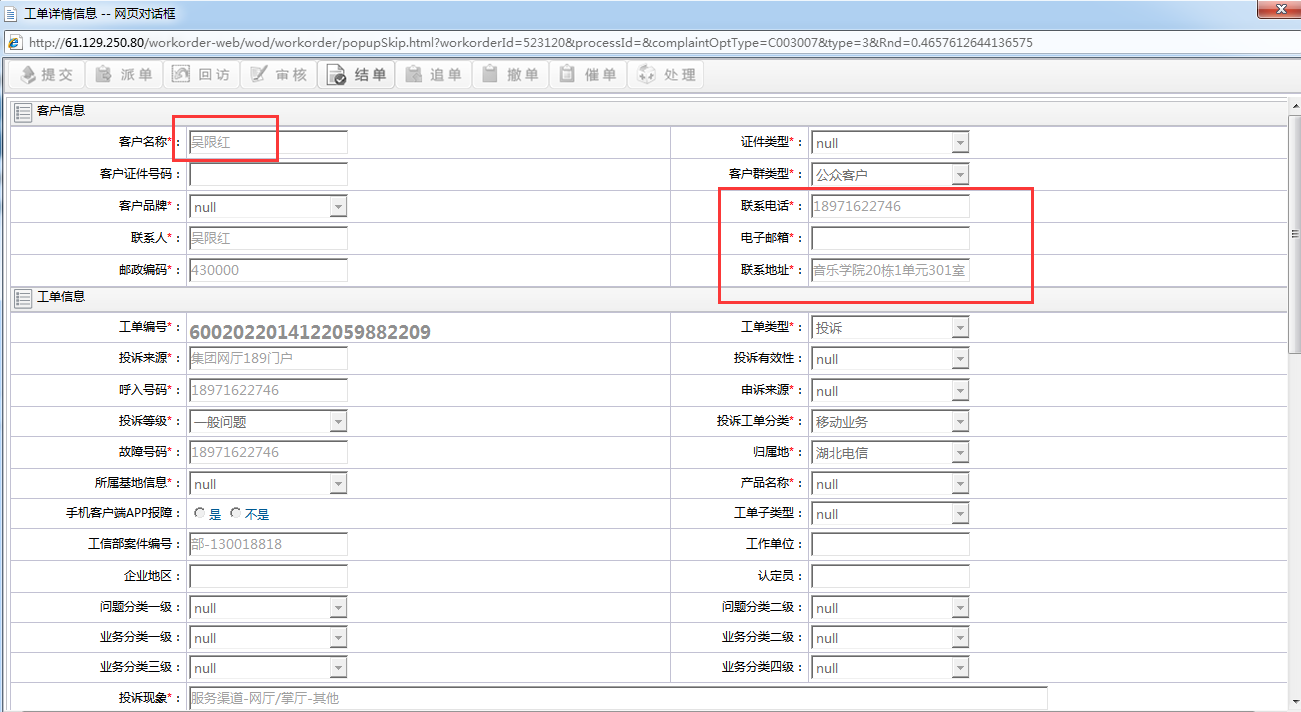 工单详情信息 -- 网页对话框
http://61.129.250.80/workorder-web/wod/workorder/popupSkip.html?workorderId=523120&processId=&complaintOptType=C003007&type=3&Rnd=0.4657612644136575
提交 派单 回访 审核 结单 追单 撤单 催单 处理
客户信息
客户名称*： 吴限红 证件类型*： null
客户证件号码： 客户群类型*： 公众客户
客户品牌*： null 联系电话*： 18971622746
联系人*： 吴限红 电子邮箱*：
邮政编码*： 430000 联系地址*： 音乐学院20栋1单元301室
工单信息
工单编号*： 6002022014122059882209 工单类型*： 投诉
投诉来源*： 集团网厅189门户 投诉有效性： null
呼入号码*： 18971622746 申诉来源*： null
投诉等级*： 一般问题 投诉工单分类*： 移动业务
故障号码*： 18971622746 归属地*： 湖北电信
所属基地信息*： null 产品名称*： null
手机客户端APP报障： 是 不是 工单子类型： null
工信部案件编号： 部-130018818 工作单位：
企业地区： 认定员：
问题分类一级： null 问题分类二级： null
业务分类一级： null 业务分类二级： null
业务分类三级： null 业务分类四级： null
投诉现象*： 服务渠道-网厅/掌厅-其他